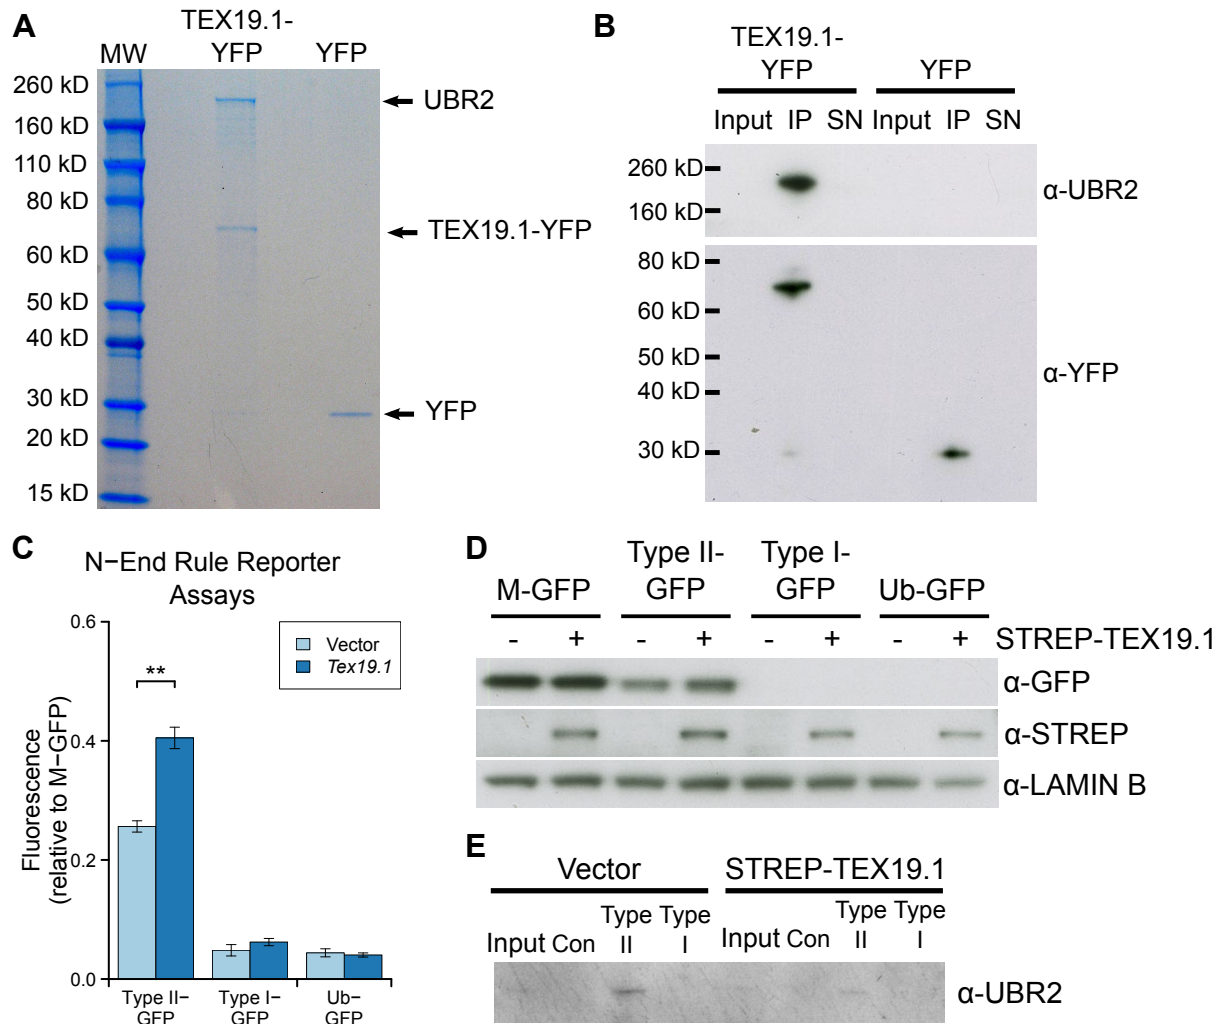 A
TEX19.1-
YFP
YFP
MW
260 kD
160 kD
110 kD
80 kD
60 kD
50 kD
40 kD
30 kD
20 kD
15 kD
UBR2
TEX19.1-YFP
YFP
B
TEX19.1-
YFP
YFP
Input IP SN Input IP SN
260 kD
160 kD
α-UBR2
80 kD
60 kD
50 kD
40 kD
30 kD
α-YFP
C
N−End Rule Reporter
Assays
Fluorescence
(relative to M−GFP)
0.6
0.4
0.2
0.0
Vector
Tex19.1
**
Type II−
GFP
Type I−
GFP
Ub−
GFP
D
M-GFP
Type II-
GFP
Type I-
GFP
Ub-GFP
- + - + - + - + STREP-TEX19.1
α-GFP
α-STREP
α-LAMIN B
E
Vector
STREP-TEX19.1
Input Con Type II Type I
Input Con Type II Type I
α-UBR2